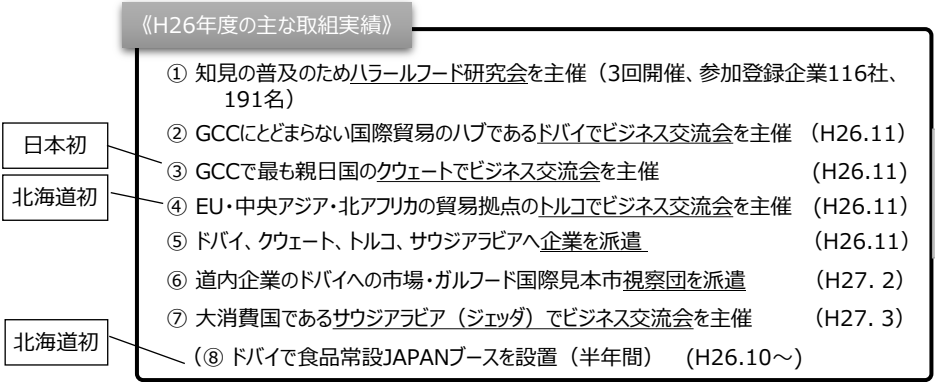 《H26年度の主な取組実績》
① 知見の普及のためハラールフード研究会を主催（3回開催、参加登録企業116社、
191名）
② GCCにとどまらない国際貿易のハブであるドバイでビジネス交流会を主催 （H26.11）
日本初
③ GCCで最も親日国のクウェートでビジネス交流会を主催 (H26.11)
北海道初
④ EU・中央アジア・北アフリカの貿易拠点のトルコでビジネス交流会を主催 (H26.11）
⑤ ドバイ、クウェート、トルコ、サウジアラビアへ企業を派遣 （H26.11）
⑥ 道内企業のドバイへの市場・ガルフード国際見本市視察団を派遣 （H27. 2）
⑦ 大消費国であるサウジアラビア（ジェッダ）でビジネス交流会を主催 （H27. 3）
北海道初
（⑧ ドバイで食品常設JAPANブースを設置（半年間） (H26.10～)